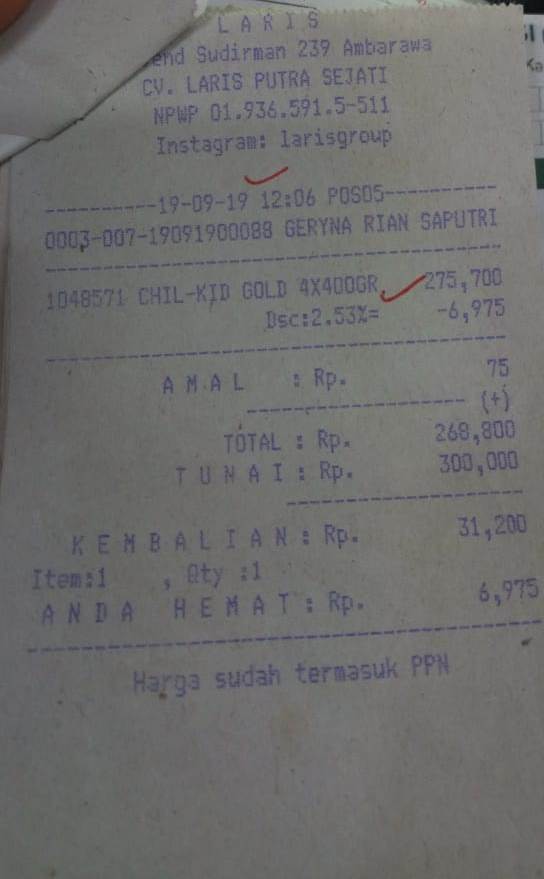 L A R I S
end Sudirman 239 Ambarawa
CV. LARIS PUTRA SEJATI
NPWP 01.936.591.5-511
Instagram: larisgroup
----------19-09-19 12:06 POS05----------
0003-007-19091900088 GERYNA RIAN SAPUTRI
1048571 CHIL-KID GOLD 4X400GR, 275,700
Dsc:2.53%= -6,975
A M A L : Rp. 75
(+)
TOTAL : Rp. 268,800
T U N A I : Rp. 300,000
K E M B A L I A N : Rp. 31,200
Item:1 , Qty :1
A N D A H E M A T : Rp. 6,975
Harga sudah termasuk PPN